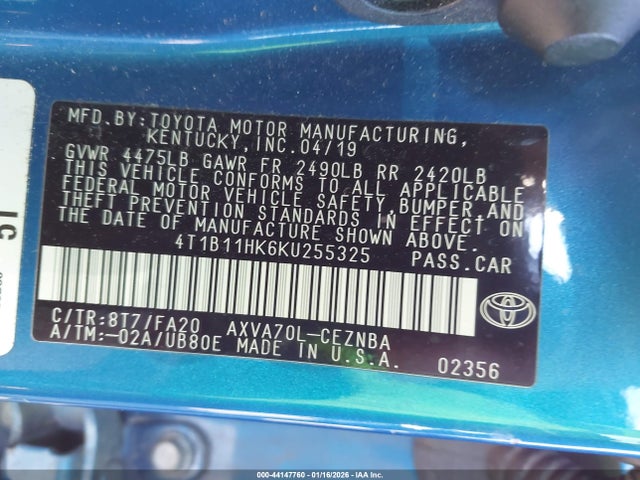 MFD. BY: TOYOTA MOTOR MANUFACTURING,
KENTUCKY, INC. 04/19
GVWR 4475LB GAWR FR 2490LB RR 2420LB
THIS VEHICLE CONFORMS TO ALL APPLICABLE
FEDERAL MOTOR VEHICLE SAFETY, BUMPER, AND
THEFT PREVENTION STANDARDS IN EFFECT ON
THE DATE OF MANUFACTURE SHOWN ABOVE.
4T1B11HK6KU255325 PASS.CAR
C/TR:8T7/FA20 AXVA70L-CEZNBA
A/TM:-02A/UB80E MADE IN U.S.A.
02356
000-44147760 - 01/16/2026 - IAA Inc.